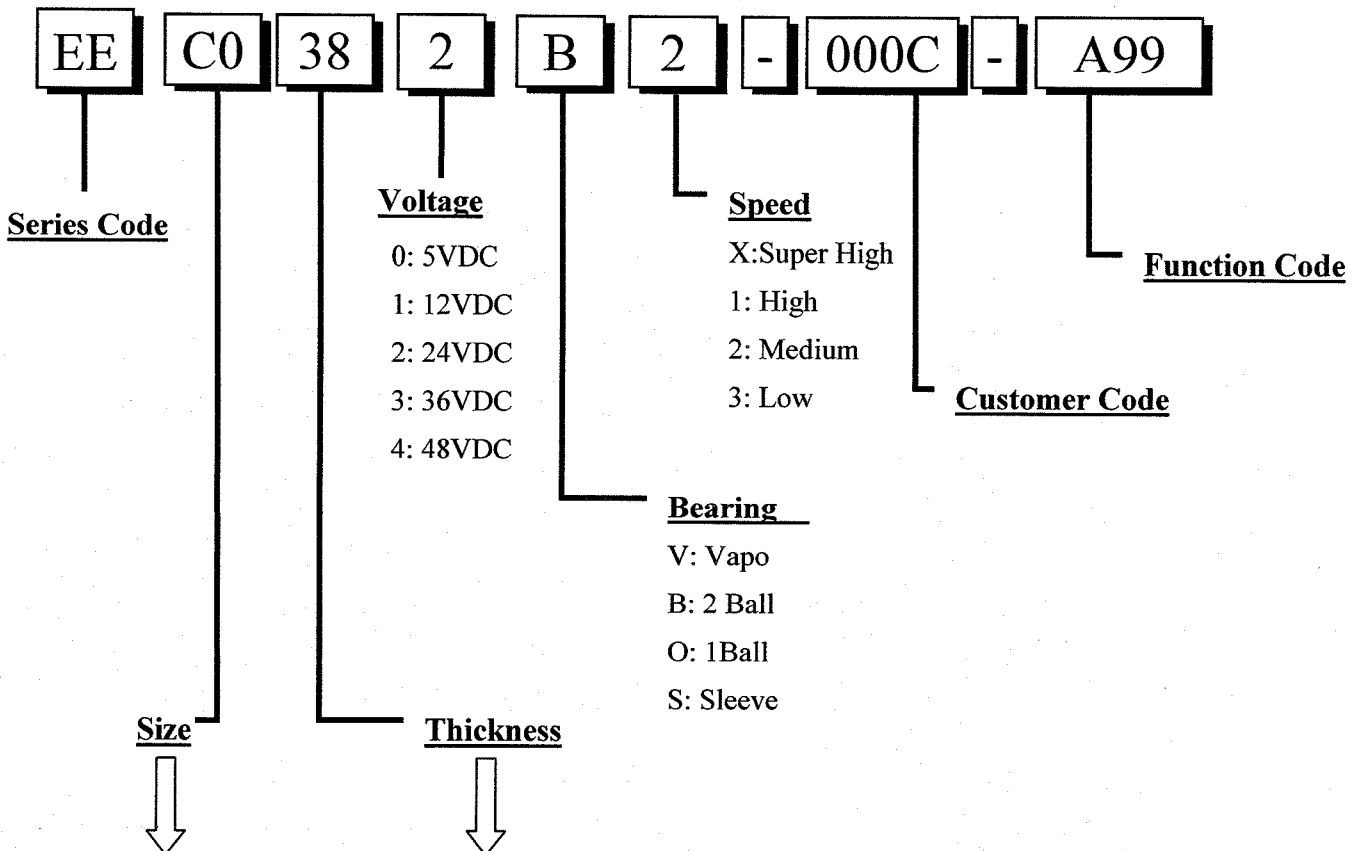 EE C0 38 2 B 2 - 000C - A99
Series Code
Voltage
0: 5VDC
1: 12VDC
2: 24VDC
3: 36VDC
4: 48VDC
Speed
X:Super High
1: High
2: Medium
3: Low
Function Code
Customer Code
Bearing
V: Vapo
B: 2 Ball
O: 1Ball
S: Sleeve
Size
Thickness